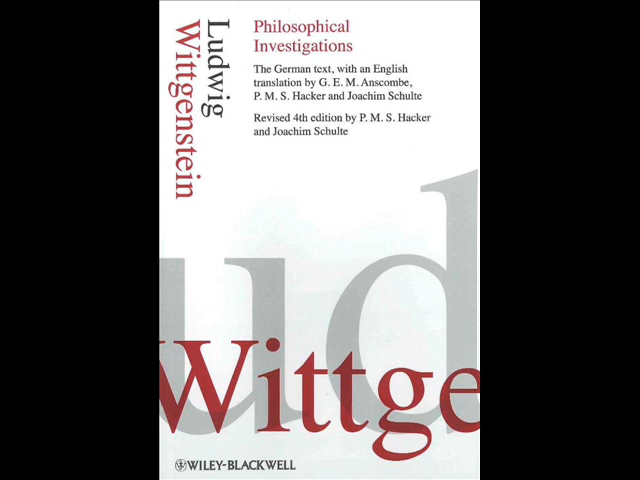 Ludwig
Wittgenstein
Philosophical
Investigations
The German text, with an English
translation by G. E. M. Anscombe,
P. M. S. Hacker and Joachim Schulte
Revised 4th edition by P. M. S. Hacker
and Joachim Schulte
ud
Wittge
WILEY-BLACKWELL